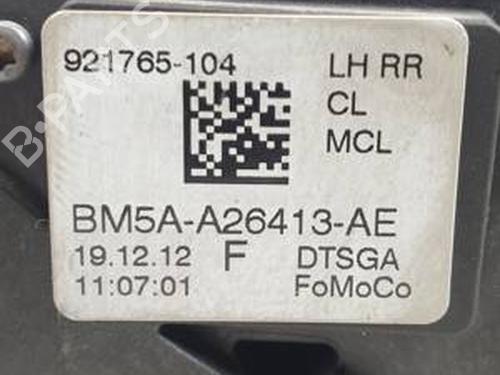 921765-104 LH RR
CL
MCL
BM5A-A26413-AE
19.12.12 F DTSGA
11:07:01 FoMoCo
B-PARTS